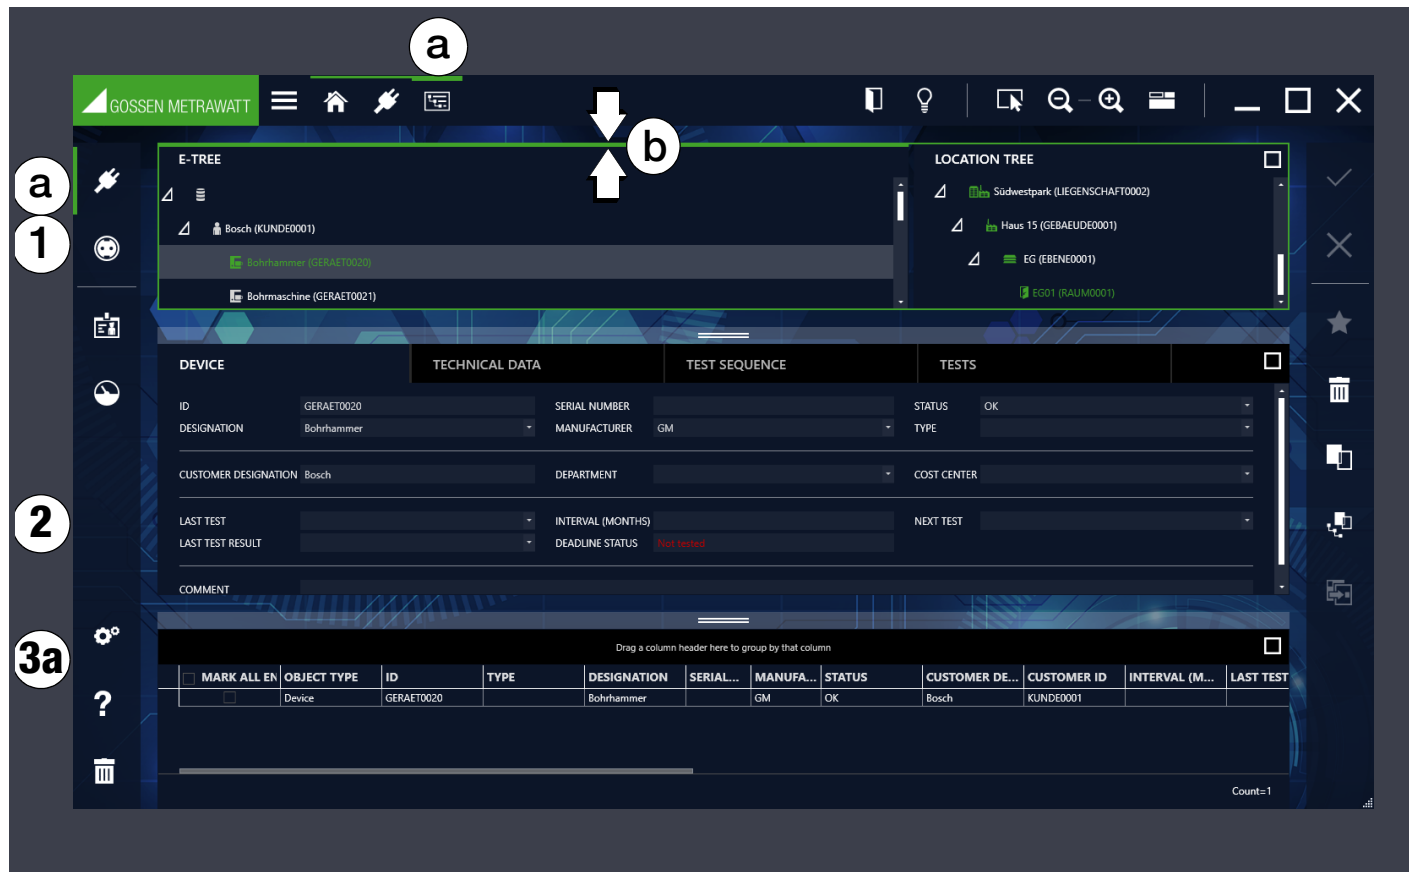 a
GOSSEN METRAWATT
b
a
1
2
3a
E-TREE
Bosch (KUNDE0001)
Bohrhammer (GERAET0020)
Bohrmaschine (GERAET0021)
LOCATION TREE
Südwestpark (LIEGENSCHAFT0002)
Haus 15 (GEBAEUDE0001)
EG (EBENE0001)
EG01 (RAUM0001)
DEVICE TECHNICAL DATA TEST SEQUENCE TESTS
ID GERAET0020 SERIAL NUMBER STATUS OK
DESIGNATION Bohrhammer MANUFACTURER GM TYPE
CUSTOMER DESIGNATION Bosch DEPARTMENT COST CENTER
LAST TEST INTERVAL (MONTHS) NEXT TEST
LAST TEST RESULT DEADLINE STATUS Not tested
COMMENT
Drag a column header here to group by that column
MARK ALL EN OBJECT TYPE ID TYPE DESIGNATION SERIAL... MANUFA... STATUS CUSTOMER DE... CUSTOMER ID INTERVAL (M... LAST TEST
Device GERAET0020 Bohrhammer GM OK Bosch KUNDE0001
?
Count=1